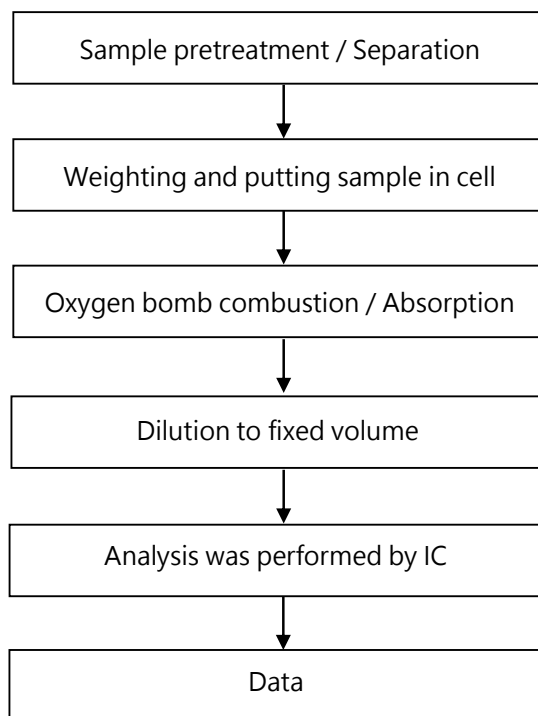 Sample pretreatment / Separation
Weighting and putting sample in cell
Oxygen bomb combustion / Absorption
Dilution to fixed volume
Analysis was performed by IC
Data